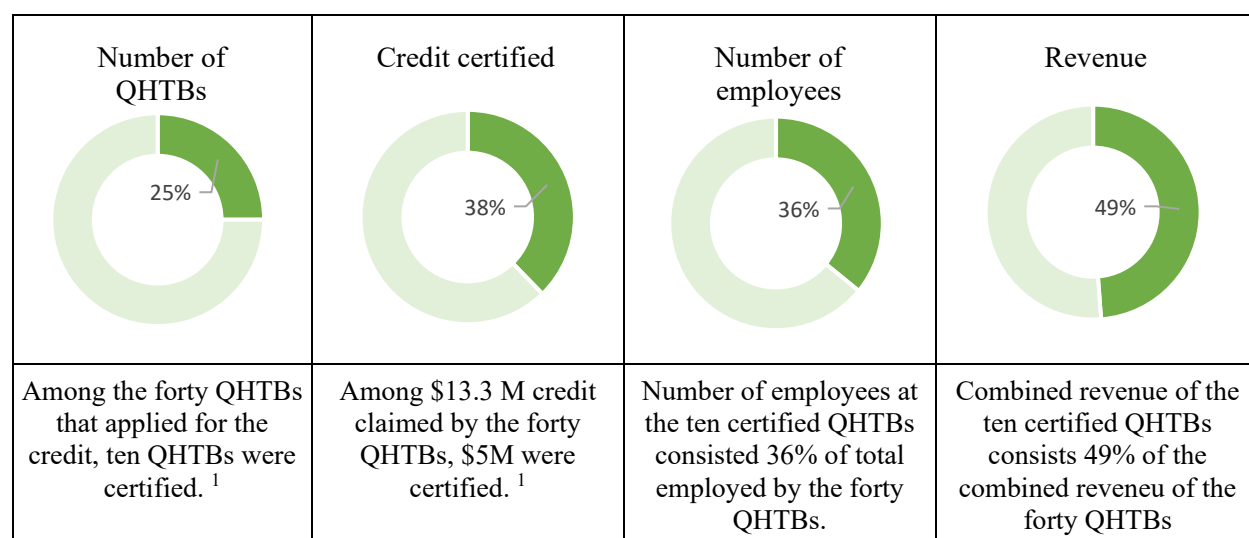 Number of
QHTBs
25%
Among the forty QHTBs
that applied for the
credit, ten QHTBs were
certified. 1
Credit certified
38%
Among $13.3 M credit
claimed by the forty
QHTBs, $5M were
certified. 1
Number of
employees
36%
Number of employees at
the ten certified QHTBs
consisted 36% of total
employed by the forty
QHTBs.
Revenue
49%
Combined revenue of the
ten certified QHTBs
consists 49% of the
combined reveneu of the
forty QHTBs